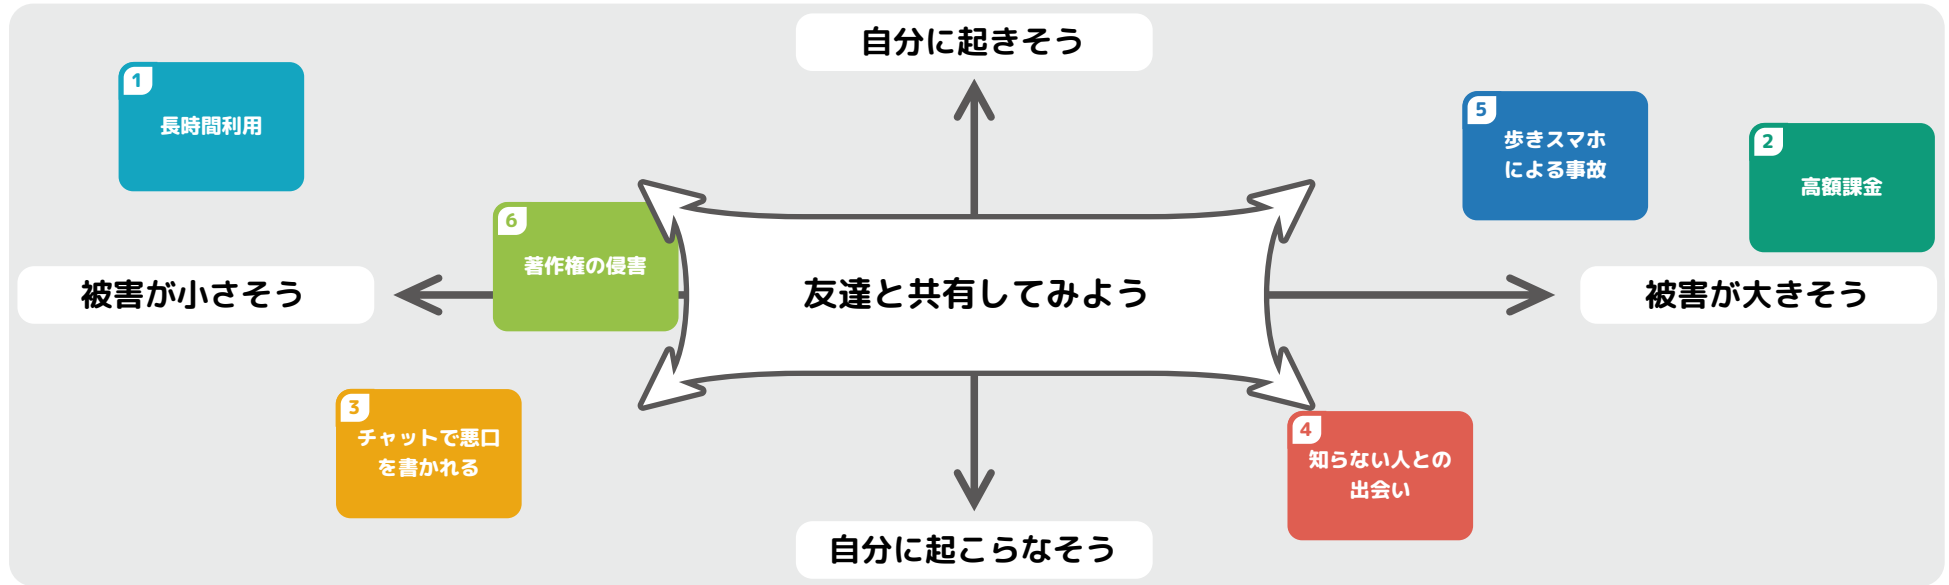 自分に起きそう
1
長時間利用
5
歩きスマホ
による事故
2
高額課金
6
著作権の侵害
被害が小さそう
友達と共有してみよう
被害が大きそう
3
チャットで悪口
を書かれる
4
知らない人との
出会い
自分に起こらなそう